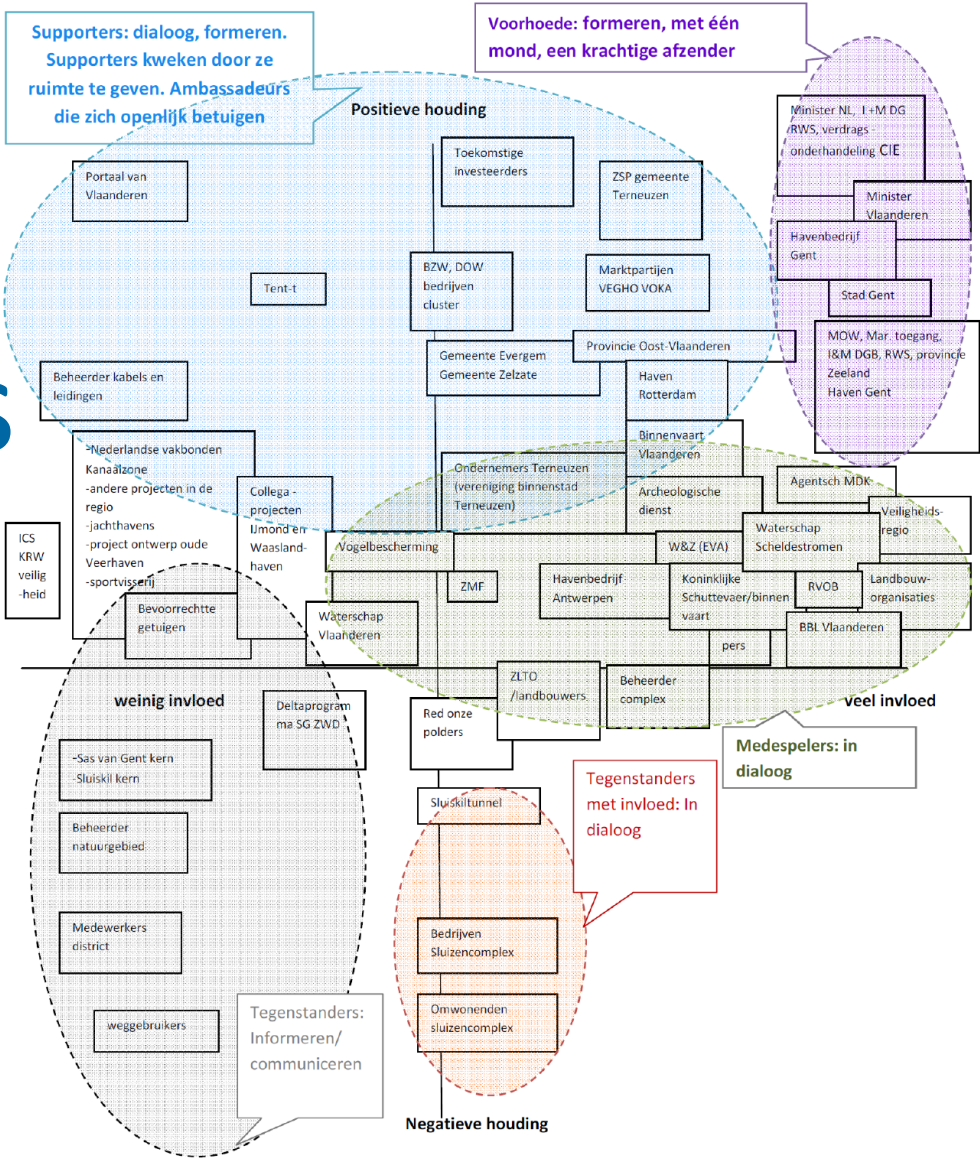 Supporters: dialoog, formeren.
Supporters kweken door ze
ruimte te geven. Ambassadeurs
die zich openlijk betuigen
Voorhoede: formeren, met één
mond, een krachtige afzender
Positieve houding
Portaal van
Vlaanderen
Toekomstige
investeerders
ZSP gemeente
Terneuzen
Minister NL, I+M DG
RWS, verdrags-
onderhandeling CIE
Minister
Vlaanderen
Havenbedrijf
Gent
Stad Gent
Tent-t
BZW, DOW
bedrijven
cluster
Marktpartijen
VEGHO VOKA
MOW, Mar. toegang,
I&M DGB, RWS, provincie
Zeeland
Haven Gent
Gemeente Evergem
Gemeente Zelzate
Provincie Oost-Vlaanderen
Haven
Rotterdam
Beheerder kabels en
leidingen
S
-Nederlandse vakbonden
Kanaalzone
-andere projecten in de
regio
-jachthavens
-project ontwerp oude
Veerhaven
-sportvisserij
Collega -
projecten
IJmond en
Waasland-
haven
Ondernemers Terneuzen
(vereniging binnenstad
Terneuzen)
Binnenvaart
Vlaanderen
Archeologische
dienst
Agentsch MDK
Veiligheids-
regio
Waterschap
Scheldestromen
ICS
KRW
veilig
-heid
Vogelbescherming
W&Z (EVA)
ZMF
Havenbedrijf
Antwerpen
Koninklijke
Schuttevaer/binnen
vaart
RVOB
Landbouw-
organisaties
Bevoorrechtte
getuigen
Waterschap
Vlaanderen
BBL Vlaanderen
pers
weinig invloed
Deltaprogram
ma SG ZWD
Red onze
polders
ZLTO
/landbouwers
Beheerder
complex
veel invloed
Medespelers: in
dialoog
-Sas van Gent kern
-Sluiskil kern
Sluiskiltunnel
Tegenstanders
met invloed: In
dialoog
Beheerder
natuurgebied
Medewerkers
district
Bedrijven
Sluizencomplex
weggebruikers
Omwonenden
sluizencomplex
Tegenstanders:
Informeren/
communiceren
Negatieve houding